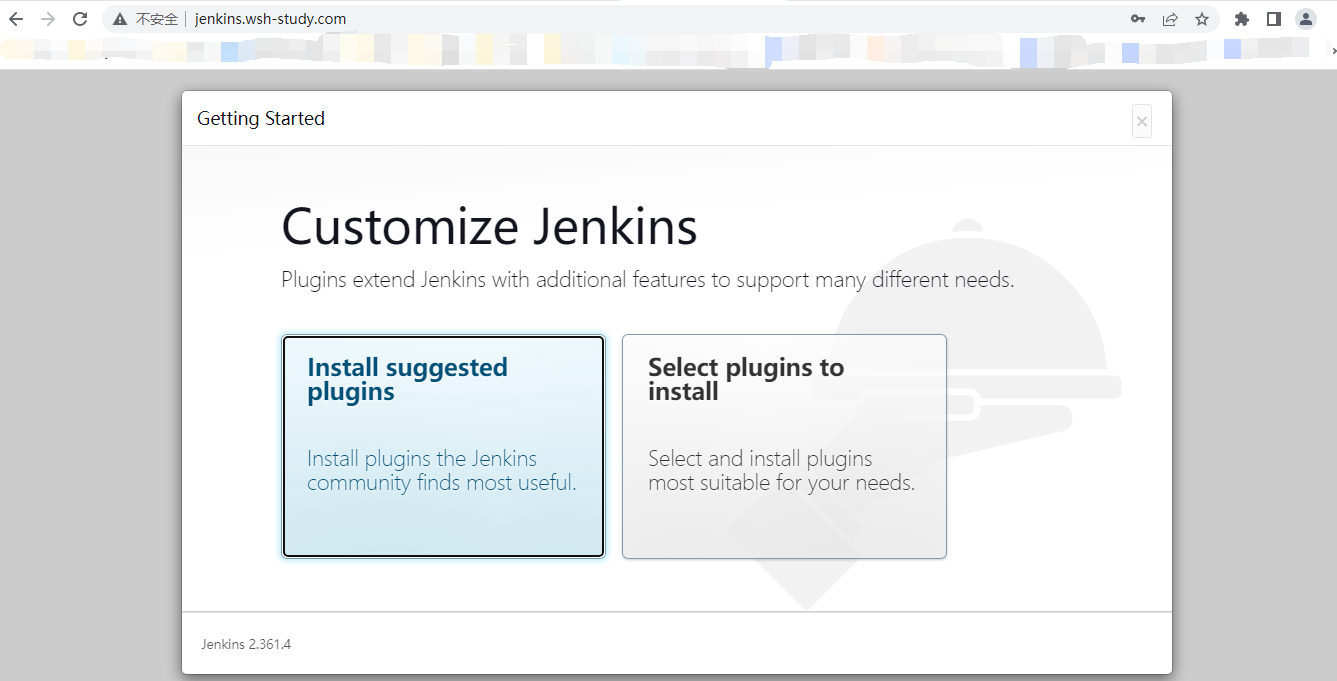 不安全 jenkins.wsh-study.com
Getting Started
Customize Jenkins
Plugins extend Jenkins with additional features to support many different needs.
Install suggested
plugins
Install plugins the Jenkins
community finds most useful.
Select plugins to
install
Select and install plugins
most suitable for your needs.
Jenkins 2.361.4